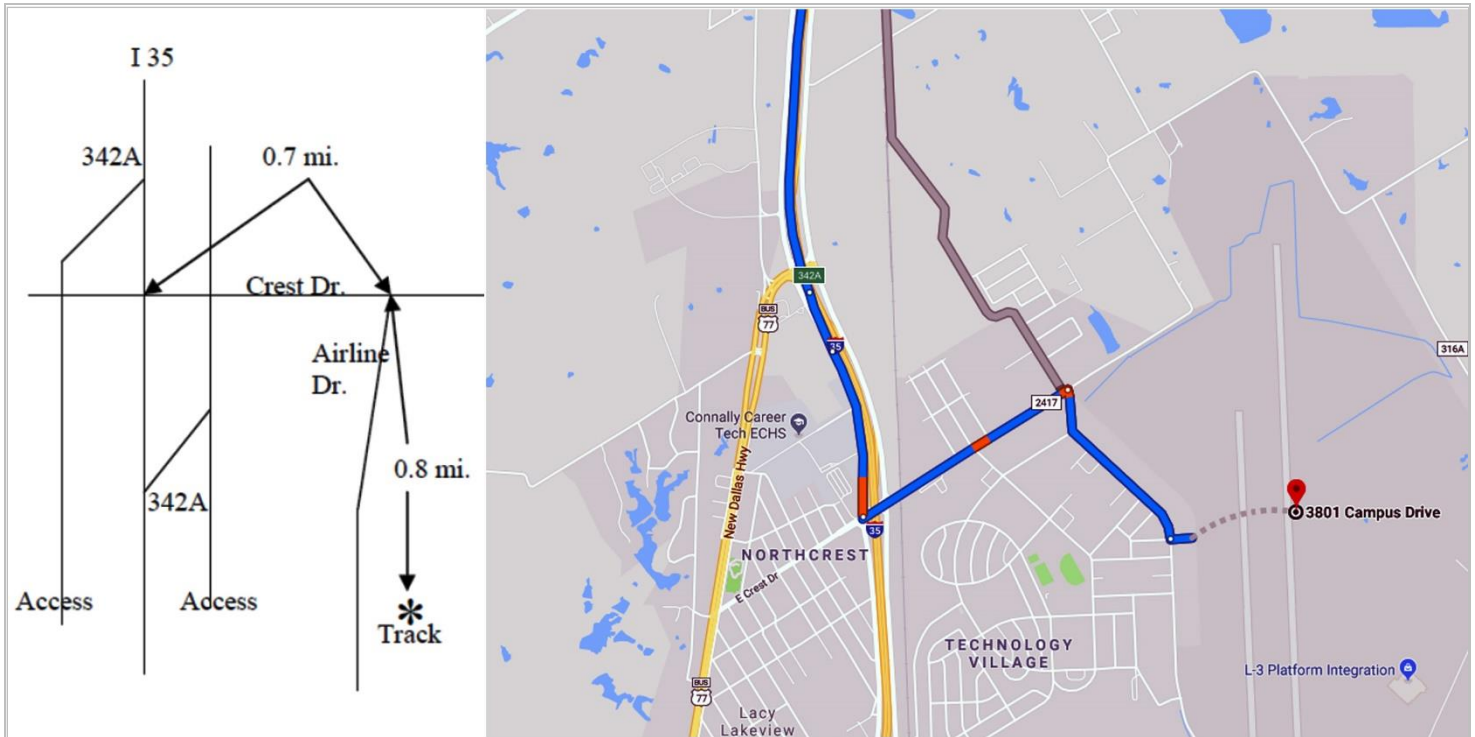 I 35
342A
0.7 mi.
Crest Dr.
Airline
Dr.
0.8 mi.
342A
Access
Access
*
Track
342A
BUS
77
35
316A
2417
Connally Career
Tech ECHS
New Dallas Hwy
3801 Campus Drive
35
NORTHCREST
E Crest Dr
TECHNOLOGY
VILLAGE
L-3 Platform Integration
BUS
77
Lacy
Lakeview